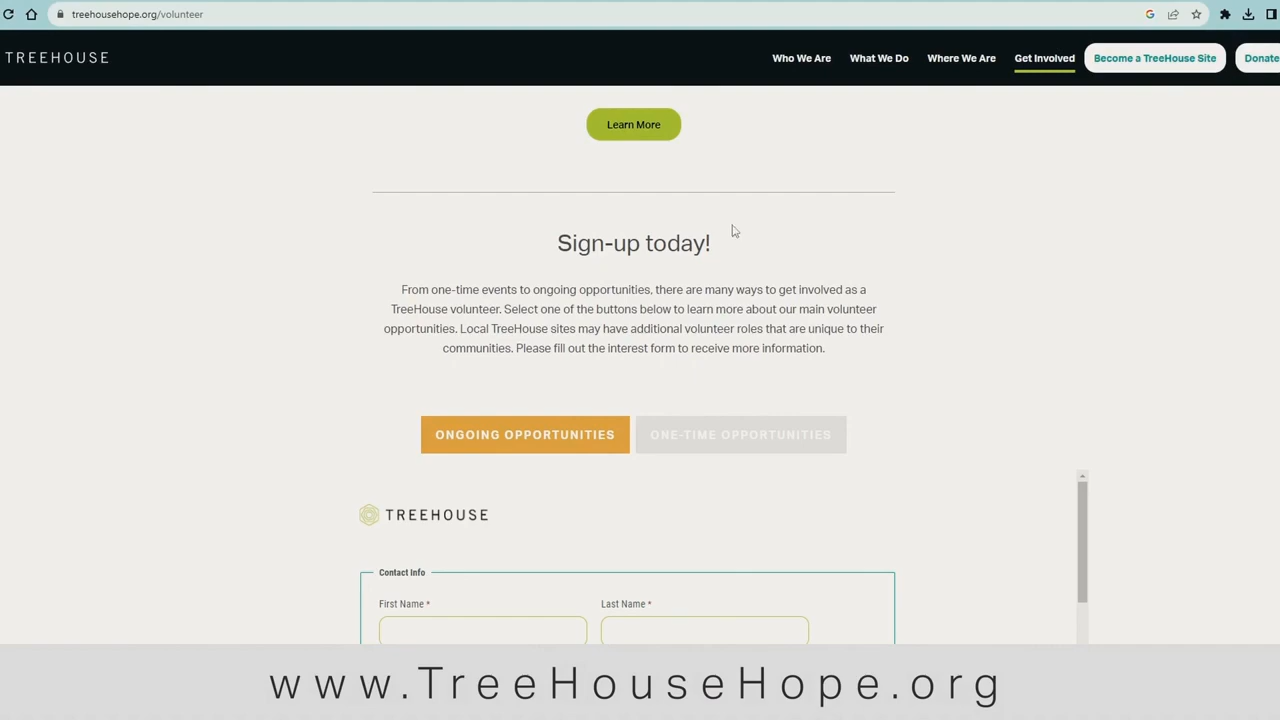 treehousehope.org/volunteer
TREEHOUSE
Who We Are
What We Do
Where We Are
Get Involved
Become a TreeHouse Site
Donate
Learn More
Sign-up today!
From one-time events to ongoing opportunities, there are many ways to get involved as a
TreeHouse volunteer. Select one of the buttons below to learn more about our main volunteer
opportunities. Local TreeHouse sites may have additional volunteer roles that are unique to their
communities. Please fill out the interest form to receive more information.
ONGOING OPPORTUNITIES
ONE-TIME OPPORTUNITIES
TREEHOUSE
Contact Info
First Name *
Last Name *
www.TreeHouseHope.org